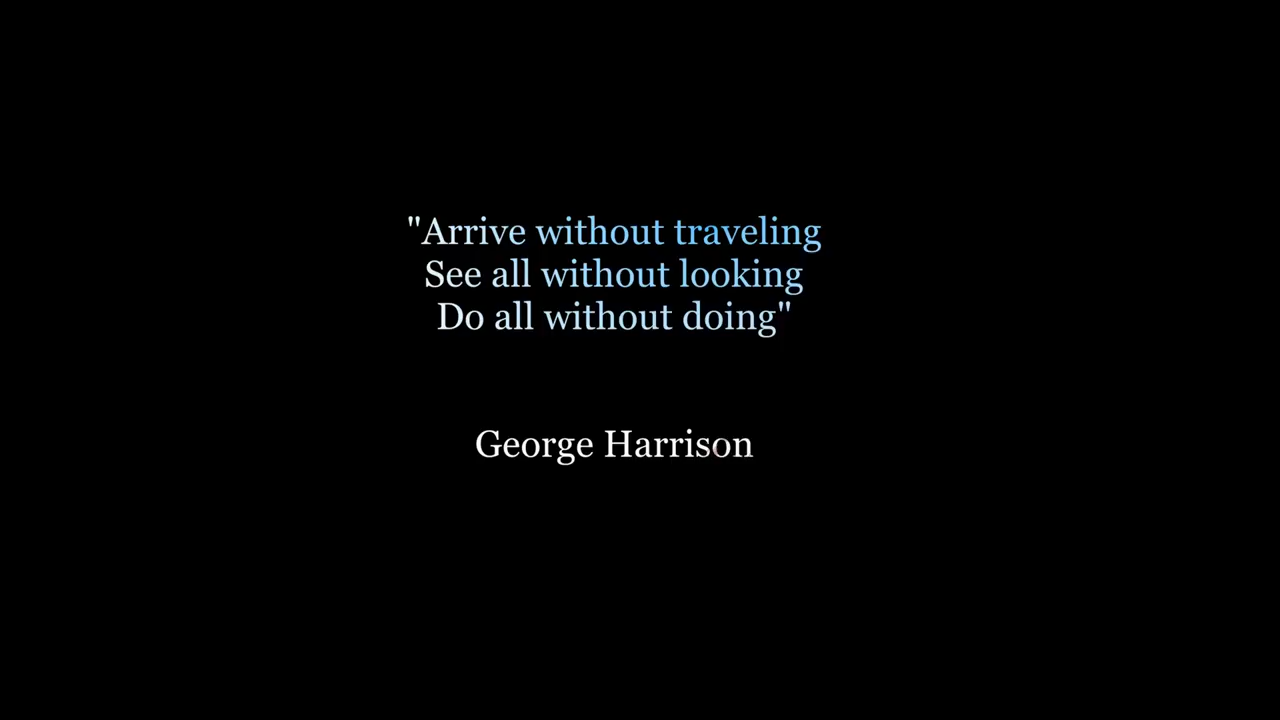 "Arrive without traveling
See all without looking
Do all without doing"
George Harrison